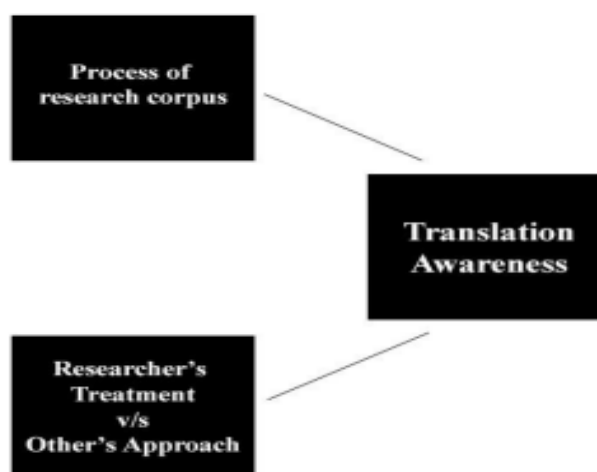 Process of
research corpus
Translation
Awareness
Researcher's
Treatment
v/s
Other's Approach